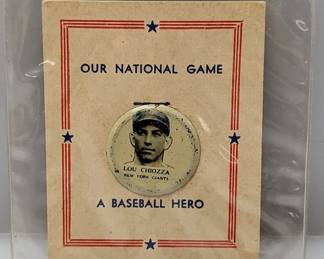 OUR NATIONAL GAME
LOU CHIOZZA
NEW YORK GIANTS
A BASEBALL HERO